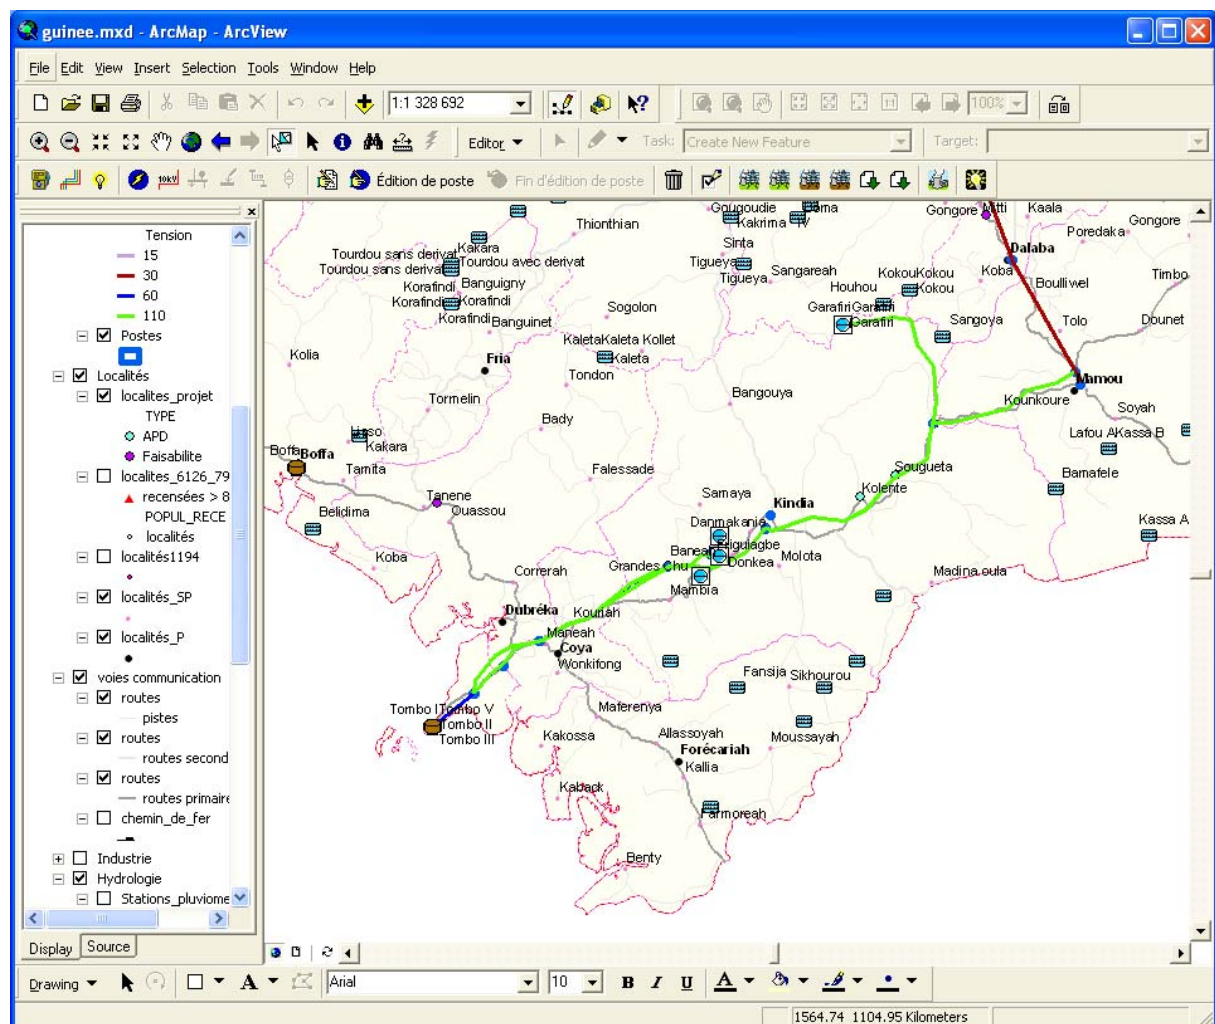 guinee.mxd - ArcMap - ArcView
File Edit View Insert Selection Tools Window Help
1:1 328 692
100%
Editor
Task: Create New Feature
Target:
10kV
Édition de poste
Fin d'édition de poste
Tension
15
30
60
110
Postes
Localités
localites_projet
TYPE
APD
Faisabilite
localites_6126_79
recensées > 8
POPUL_RECE
localités
localités1194
localités_SP
localités_P
voies communication
routes
pistes
routes
routes second
routes
routes primaire
chemin_de_fer
Industrie
Hydrologie
Stations_pluviome
Display Source
Gougoudie
Kakrima IV
Thionthian
Gongore
Kaala
Poredaka
Gongore
Kakara
Sinta
Dalaba
Tourdou sans derivat
Tourdou avec derivat
Tourdou sans derivat
Tigueya
Tigueya
Sangareah
KokouKokou
Kokou
Koba
Timbo
Korafindi
Banguigny
Houhou
Boulliwel
Korafindi
Korafindi
Sogolon
Garafiri
Garafiri
Garafiri
Korafindi
Banguinet
Sangoya
Tolo
Dounet
KaletaKaleta Kollet
Kaleta
Kolia
Fria
Tondon
Bangouya
Mamou
Tormelin
Kounkoure
Soyah
Bady
Lafou AKassa B
Kakara
Boffa
Boffa
Tamita
Falessade
Sougueta
Bamafele
Kolente
Tanene
Ouassou
Samaya
Kindia
Belidima
Danmakania
Kassa A
Friguiagbe
Koba
Donkea
Molota
Correrah
Madina oula
Mambia
Dubréka
Kouriah
Maneah
Coya
Wonkifong
Fansija
Sikhourou
Tombo I
Tombo V
Tombo II
Tombo III
Maferenya
Kakossa
Allassoyah
Moussayah
Forécariah
Kallia
Kaback
Farmoreah
Benty
Drawing
Arial
10
B I U A
1564.74 1104.95 Kilometers